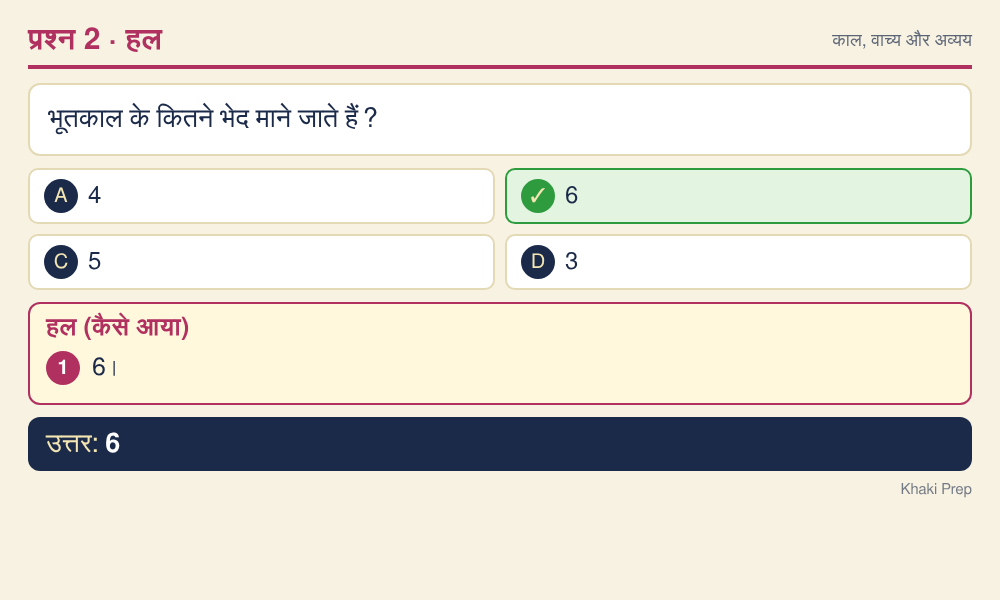 प्रश्न 2 · हल
काल, वाच्य और अव्यय
भूतकाल के कितने भेद माने जाते हैं ?
A 4
✓ 6
C 5
D 3
हल (कैसे आया)
1 6।
उत्तर: 6
Khaki Prep